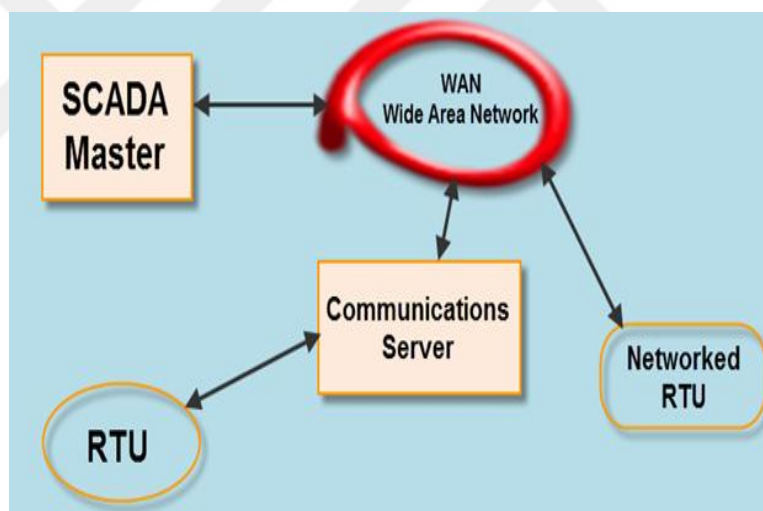 SCADA
Master
WAN
Wide Area Network
Communications
Server
Networked
RTU
RTU